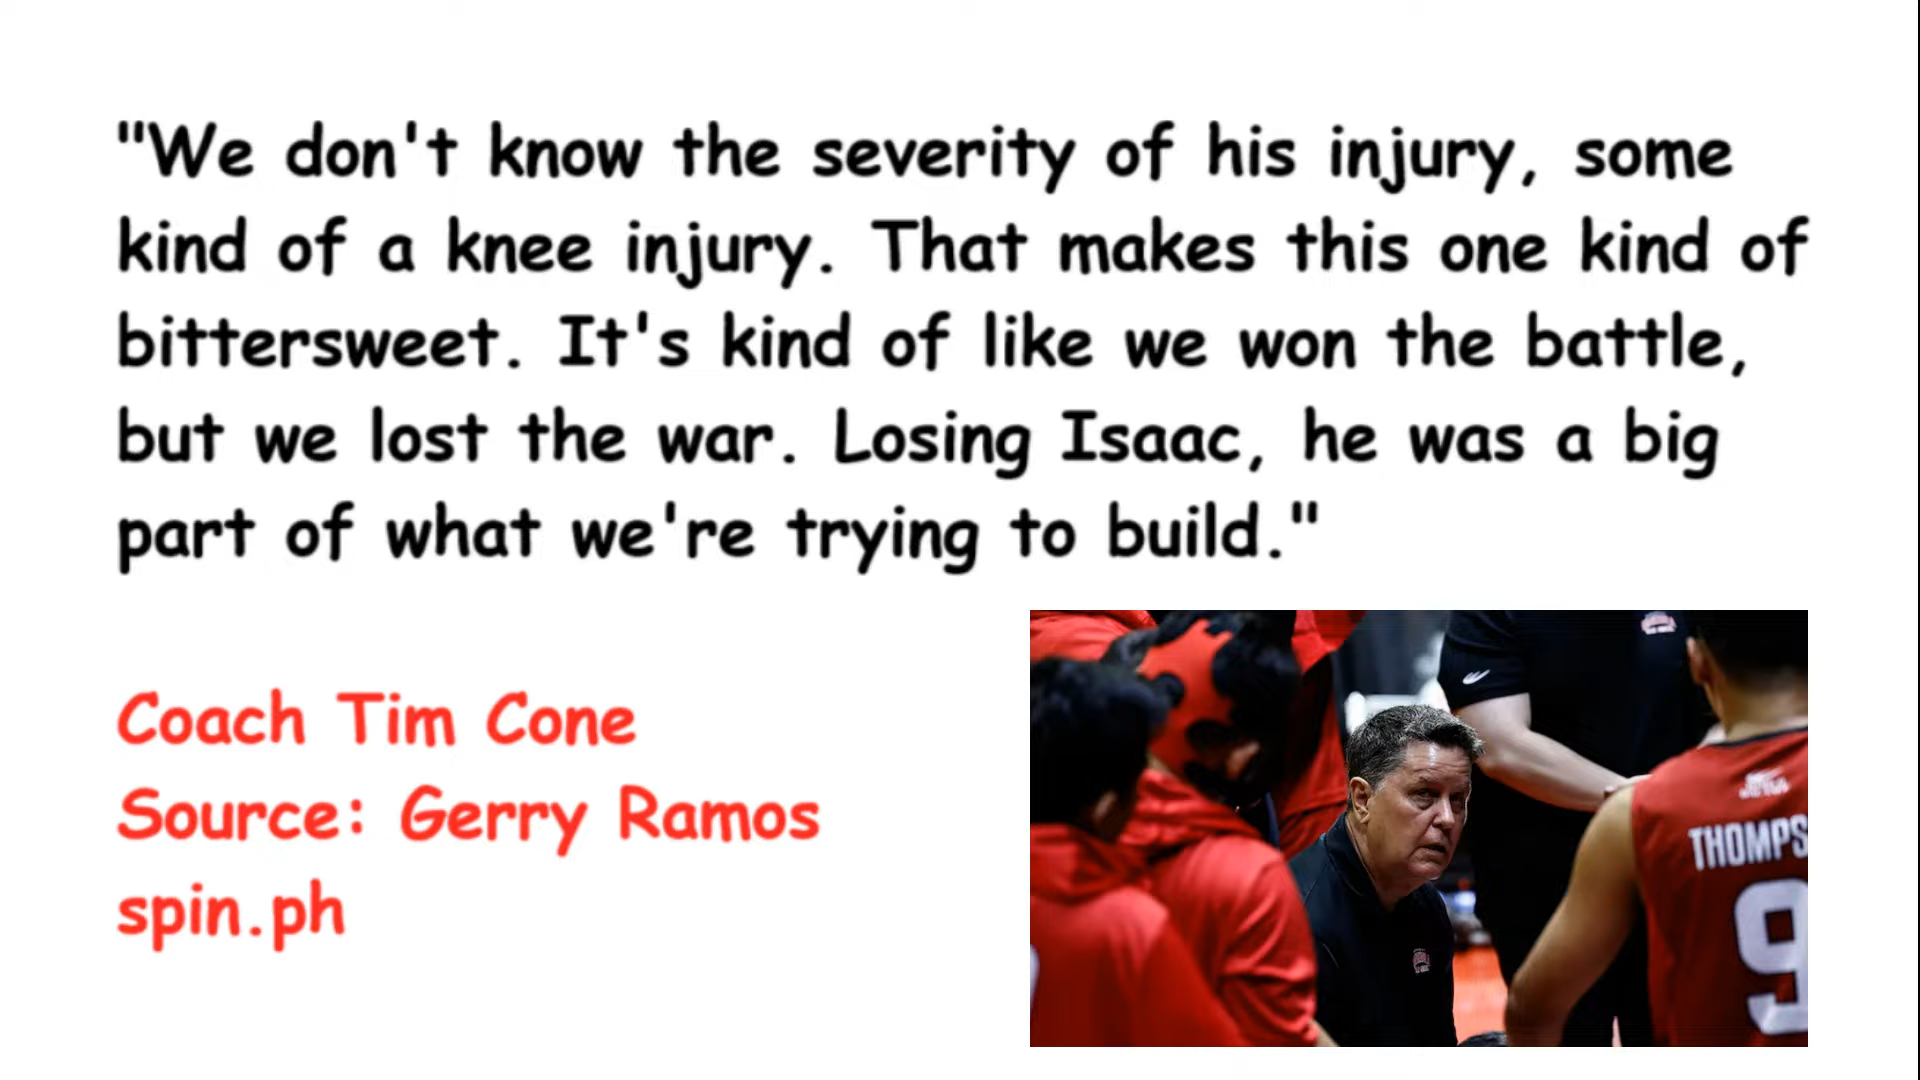 "We don't know the severity of his injury, some
kind of a knee injury. That makes this one kind of
bittersweet. It's kind of like we won the battle,
but we lost the war. Losing Isaac, he was a big
part of what we're trying to build."
Coach Tim Cone
Source: Gerry Ramos
spin.ph
THOMPS
9